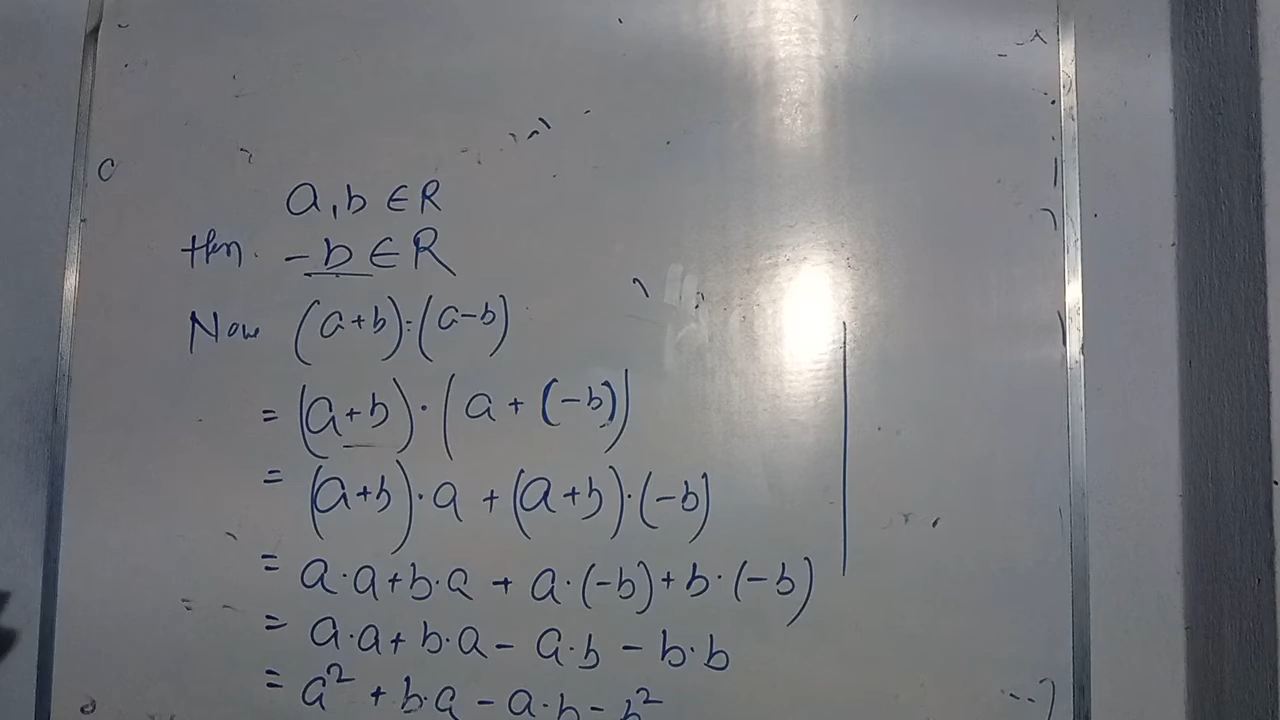 a, b ∈ R
then. -b ∈ R
Now (a+b)·(a-b)
= (a+b)·(a+(-b))
= (a+b)·a + (a+b)·(-b)
= a·a+b·a + a·(-b)+b·(-b)
= a·a+b·a - a·b - b·b
= a² + b·a - a·b - b²